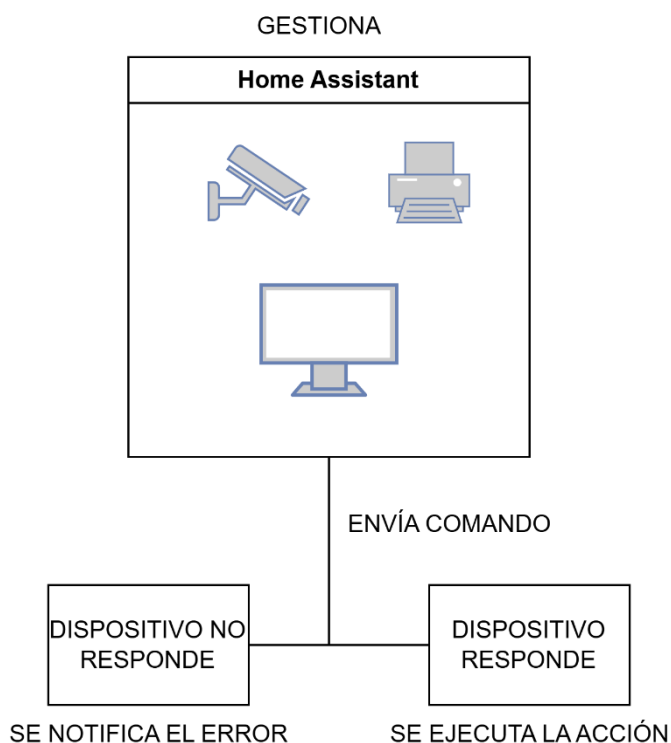 GESTIONA
Home Assistant
ENVÍA COMANDO
DISPOSITIVO NO
RESPONDE
DISPOSITIVO
RESPONDE
SE NOTIFICA EL ERROR
SE EJECUTA LA ACCIÓN